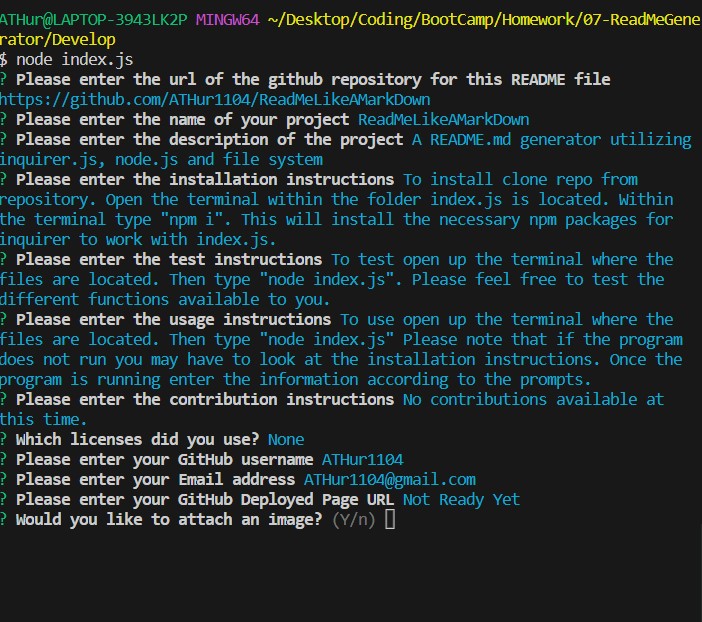 ATHur@LAPTOP-3943LK2P MINGW64 ~/Desktop/Coding/BootCamp/Homework/07-ReadMeGene
rator/Develop
$ node index.js
? Please enter the url of the github repository for this README file
https://github.com/ATHur1104/ReadMeLikeAMarkDown
? Please enter the name of your project ReadMeLikeAMarkDown
? Please enter the description of the project A README.md generator utilizing
inquirer.js, node.js and file system
? Please enter the installation instructions To install clone repo from
repository. Open the terminal within the folder index.js is located. Within
the terminal type "npm i". This will install the necessary npm packages for
inquirer to work with index.js.
? Please enter the test instructions To test open up the terminal where the
files are located. Then type "node index.js". Please feel free to test the
different functions available to you.
? Please enter the usage instructions To use open up the terminal where the
files are located. Then type "node index.js" Please note that if the program
does not run you may have to look at the installation instructions. Once the
program is running enter the information according to the prompts.
? Please enter the contribution instructions No contributions available at
this time.
? Which licenses did you use? None
? Please enter your GitHub username ATHur1104
? Please enter your Email address ATHur1104@gmail.com
? Please enter your GitHub Deployed Page URL Not Ready Yet
? Would you like to attach an image? (Y/n)